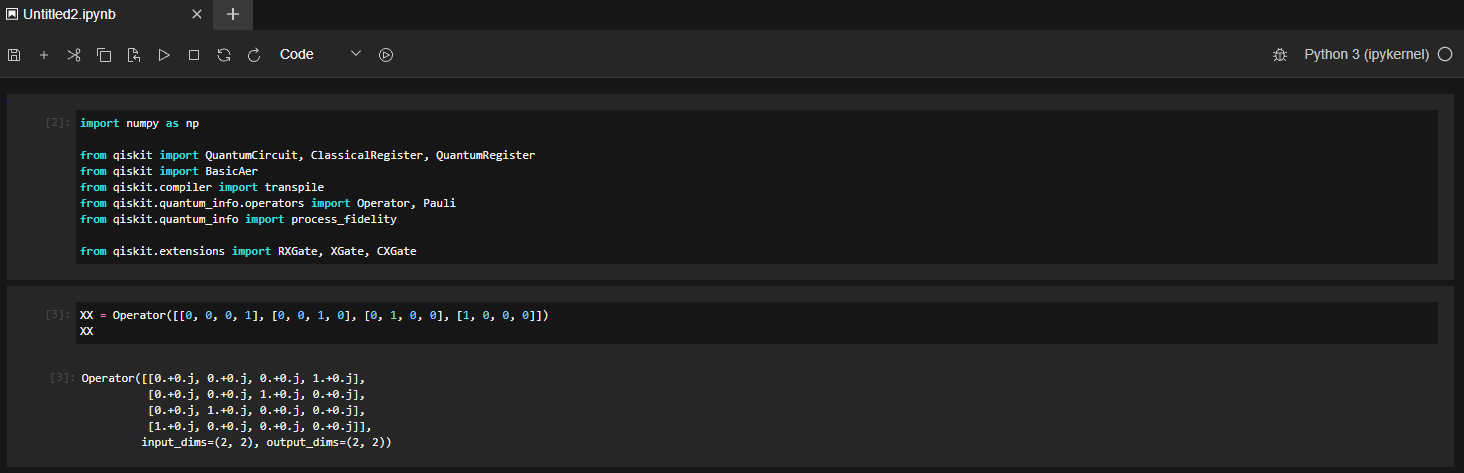 Untitled2.ipynb
Code
Python 3 (ipykernel)
[2]:
import numpy as np
from qiskit import QuantumCircuit, ClassicalRegister, QuantumRegister
from qiskit import BasicAer
from qiskit.compiler import transpile
from qiskit.quantum_info.operators import Operator, Pauli
from qiskit.quantum_info import process_fidelity
from qiskit.extensions import RXGate, XGate, CXGate
[3]:
XX = Operator([[0, 0, 0, 1], [0, 0, 1, 0], [0, 1, 0, 0], [1, 0, 0, 0]])
XX
[3]:
Operator([[0.+0.j, 0.+0.j, 0.+0.j, 1.+0.j],
[0.+0.j, 0.+0.j, 1.+0.j, 0.+0.j],
[0.+0.j, 1.+0.j, 0.+0.j, 0.+0.j],
[1.+0.j, 0.+0.j, 0.+0.j, 0.+0.j]],
input_dims=(2, 2), output_dims=(2, 2))